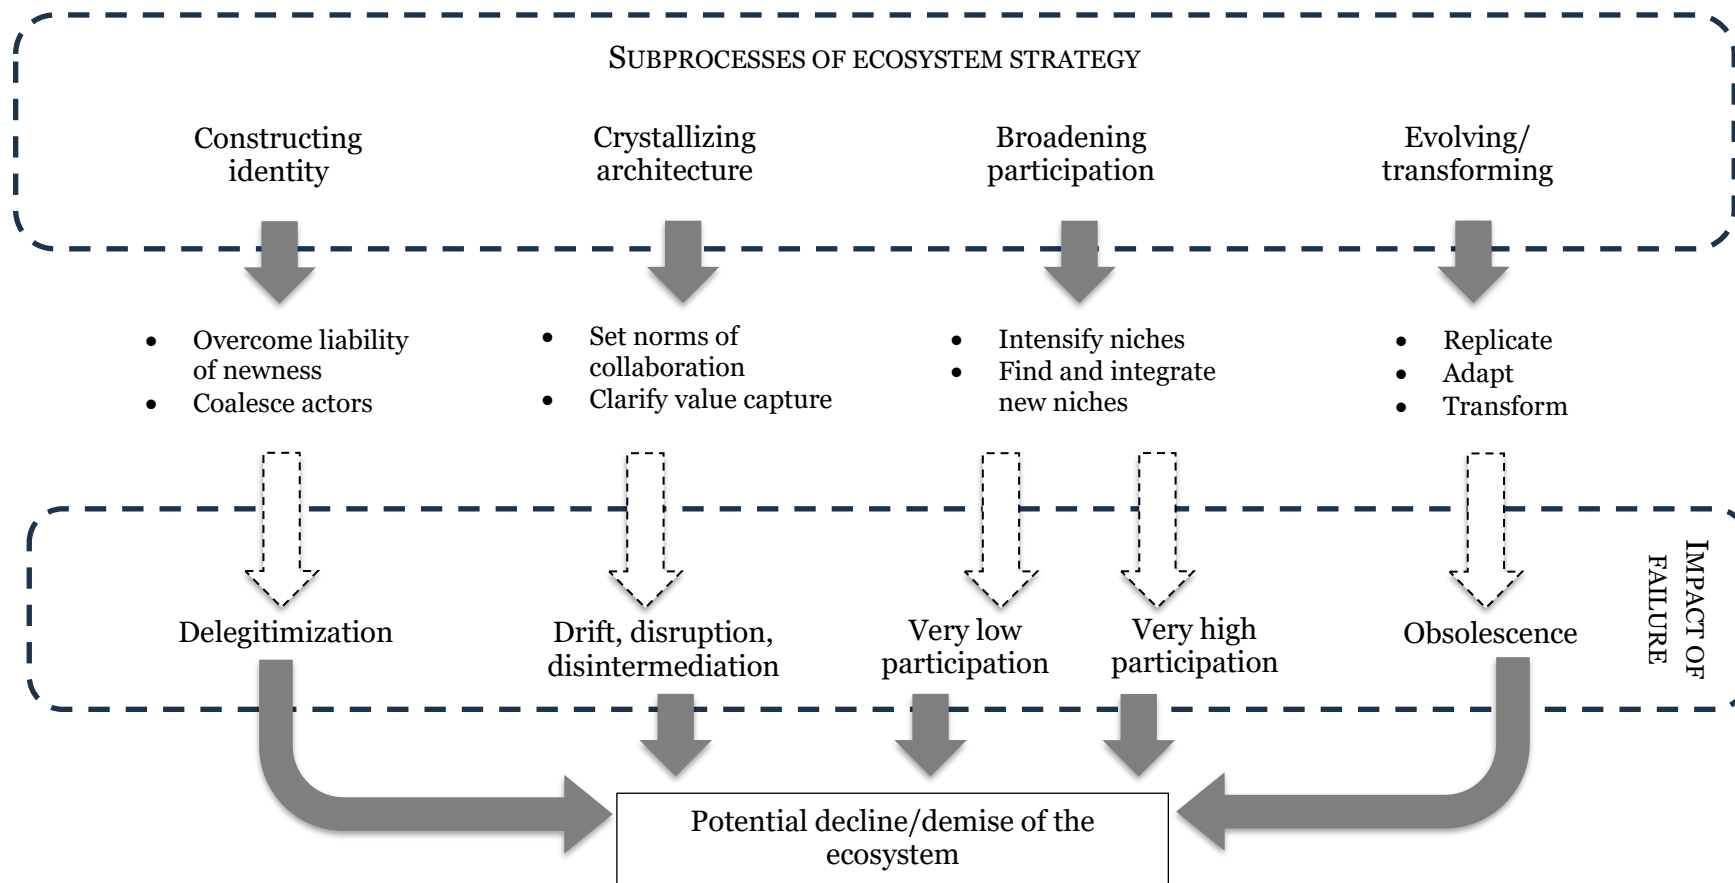 SUBPROCESSES OF ECOSYSTEM STRATEGY
Constructing
identity
Crystallizing
architecture
Broadening
participation
Evolving/
transforming
• Overcome liability
of newness
• Coalesce actors
• Set norms of
collaboration
• Clarify value capture
• Intensify niches
• Find and integrate
new niches
• Replicate
• Adapt
• Transform
IMPACT OF
FAILURE
Delegitimization
Drift, disruption,
disintermediation
Very low
participation
Very high
participation
Obsolescence
Potential decline/demise of the
ecosystem